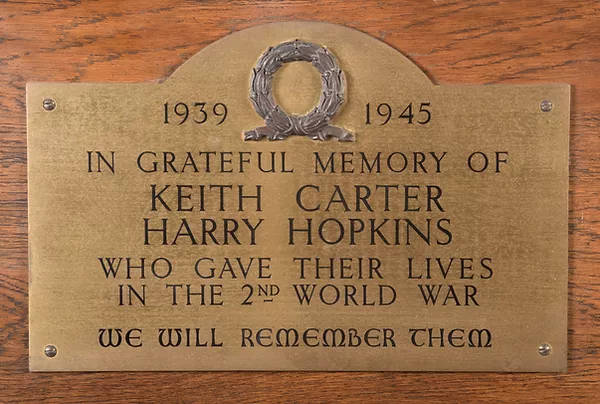 1939 1945
IN GRATEFUL MEMORY OF
KEITH CARTER
HARRY HOPKINS
WHO GAVE THEIR LIVES
IN THE 2ND WORLD WAR
WE WILL REMEMBER THEM